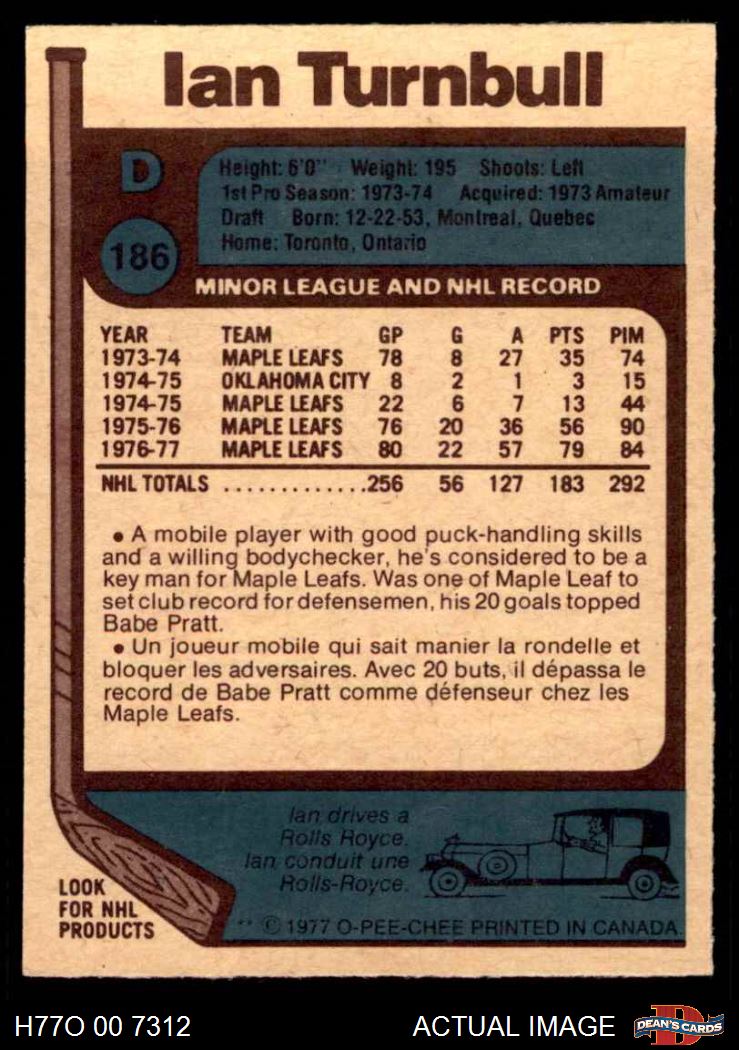 Ian Turnbull
D
186
Height: 6'0" Weight: 195 Shoots: Left
1st Pro Season: 1973-74 Acquired: 1973 Amateur
Draft Born: 12-22-53, Montreal, Quebec
Home: Toronto, Ontario
MINOR LEAGUE AND NHL RECORD
YEAR TEAM GP G A PTS PIM
1973-74 MAPLE LEAFS 78 8 27 35 74
1974-75 OKLAHOMA CITY 8 2 1 3 15
1974-75 MAPLE LEAFS 22 6 7 13 44
1975-76 MAPLE LEAFS 76 20 36 56 90
1976-77 MAPLE LEAFS 80 22 57 79 84
NHL TOTALS .............256 56 127 183 292
• A mobile player with good puck-handling skills
and a willing bodychecker, he's considered to be a
key man for Maple Leafs. Was one of Maple Leaf to
set club record for defensemen, his 20 goals topped
Babe Pratt.
• Un joueur mobile qui sait manier la rondelle et
bloquer les adversaires. Avec 20 buts, il dépassa le
record de Babe Pratt comme défenseur chez les
Maple Leafs.
Ian drives a
Rolls Royce.
Ian conduit une
Rolls-Royce.
LOOK
FOR NHL
PRODUCTS
** © 1977 O-PEE-CHEE PRINTED IN CANADA
H77O 00 7312
ACTUAL IMAGE
D
DEAN'S CARDS